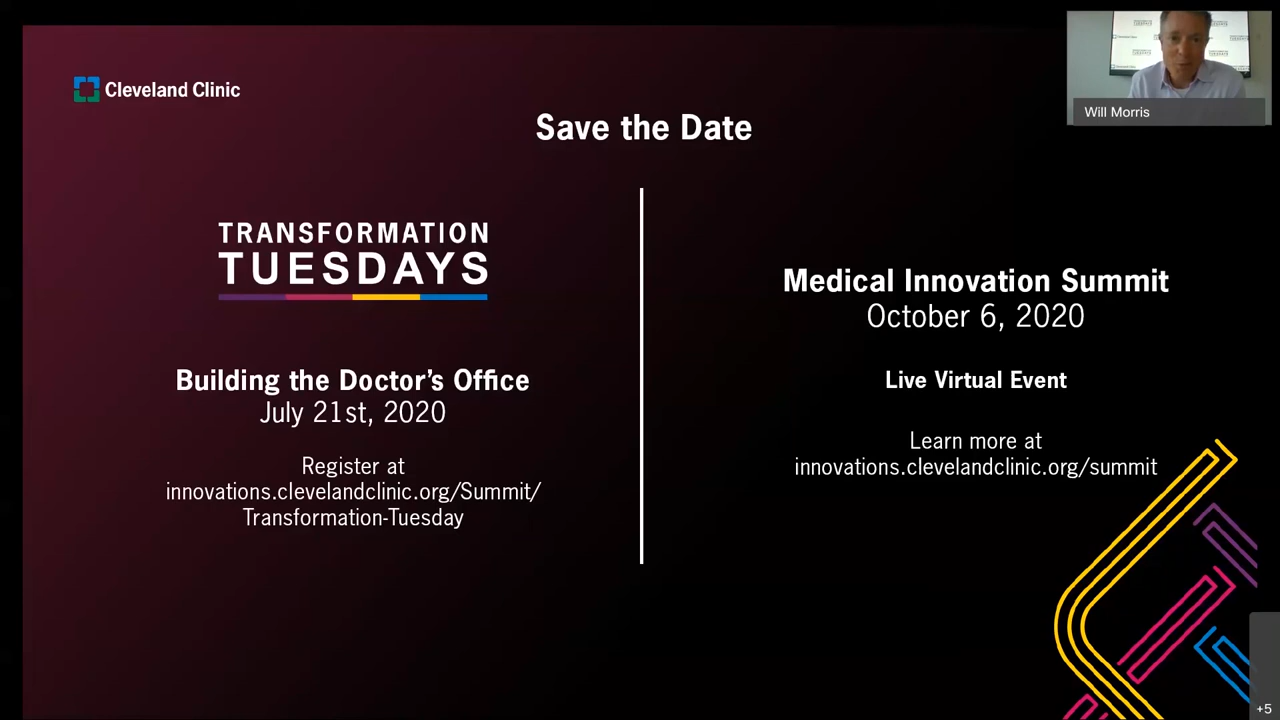 Cleveland Clinic
Save the Date
TRANSFORMATION
TUESDAYS
Building the Doctor's Office
July 21st, 2020
Register at
innovations.clevelandclinic.org/Summit/
Transformation-Tuesday
Medical Innovation Summit
October 6, 2020
Live Virtual Event
Learn more at
innovations.clevelandclinic.org/summit
Will Morris
+5